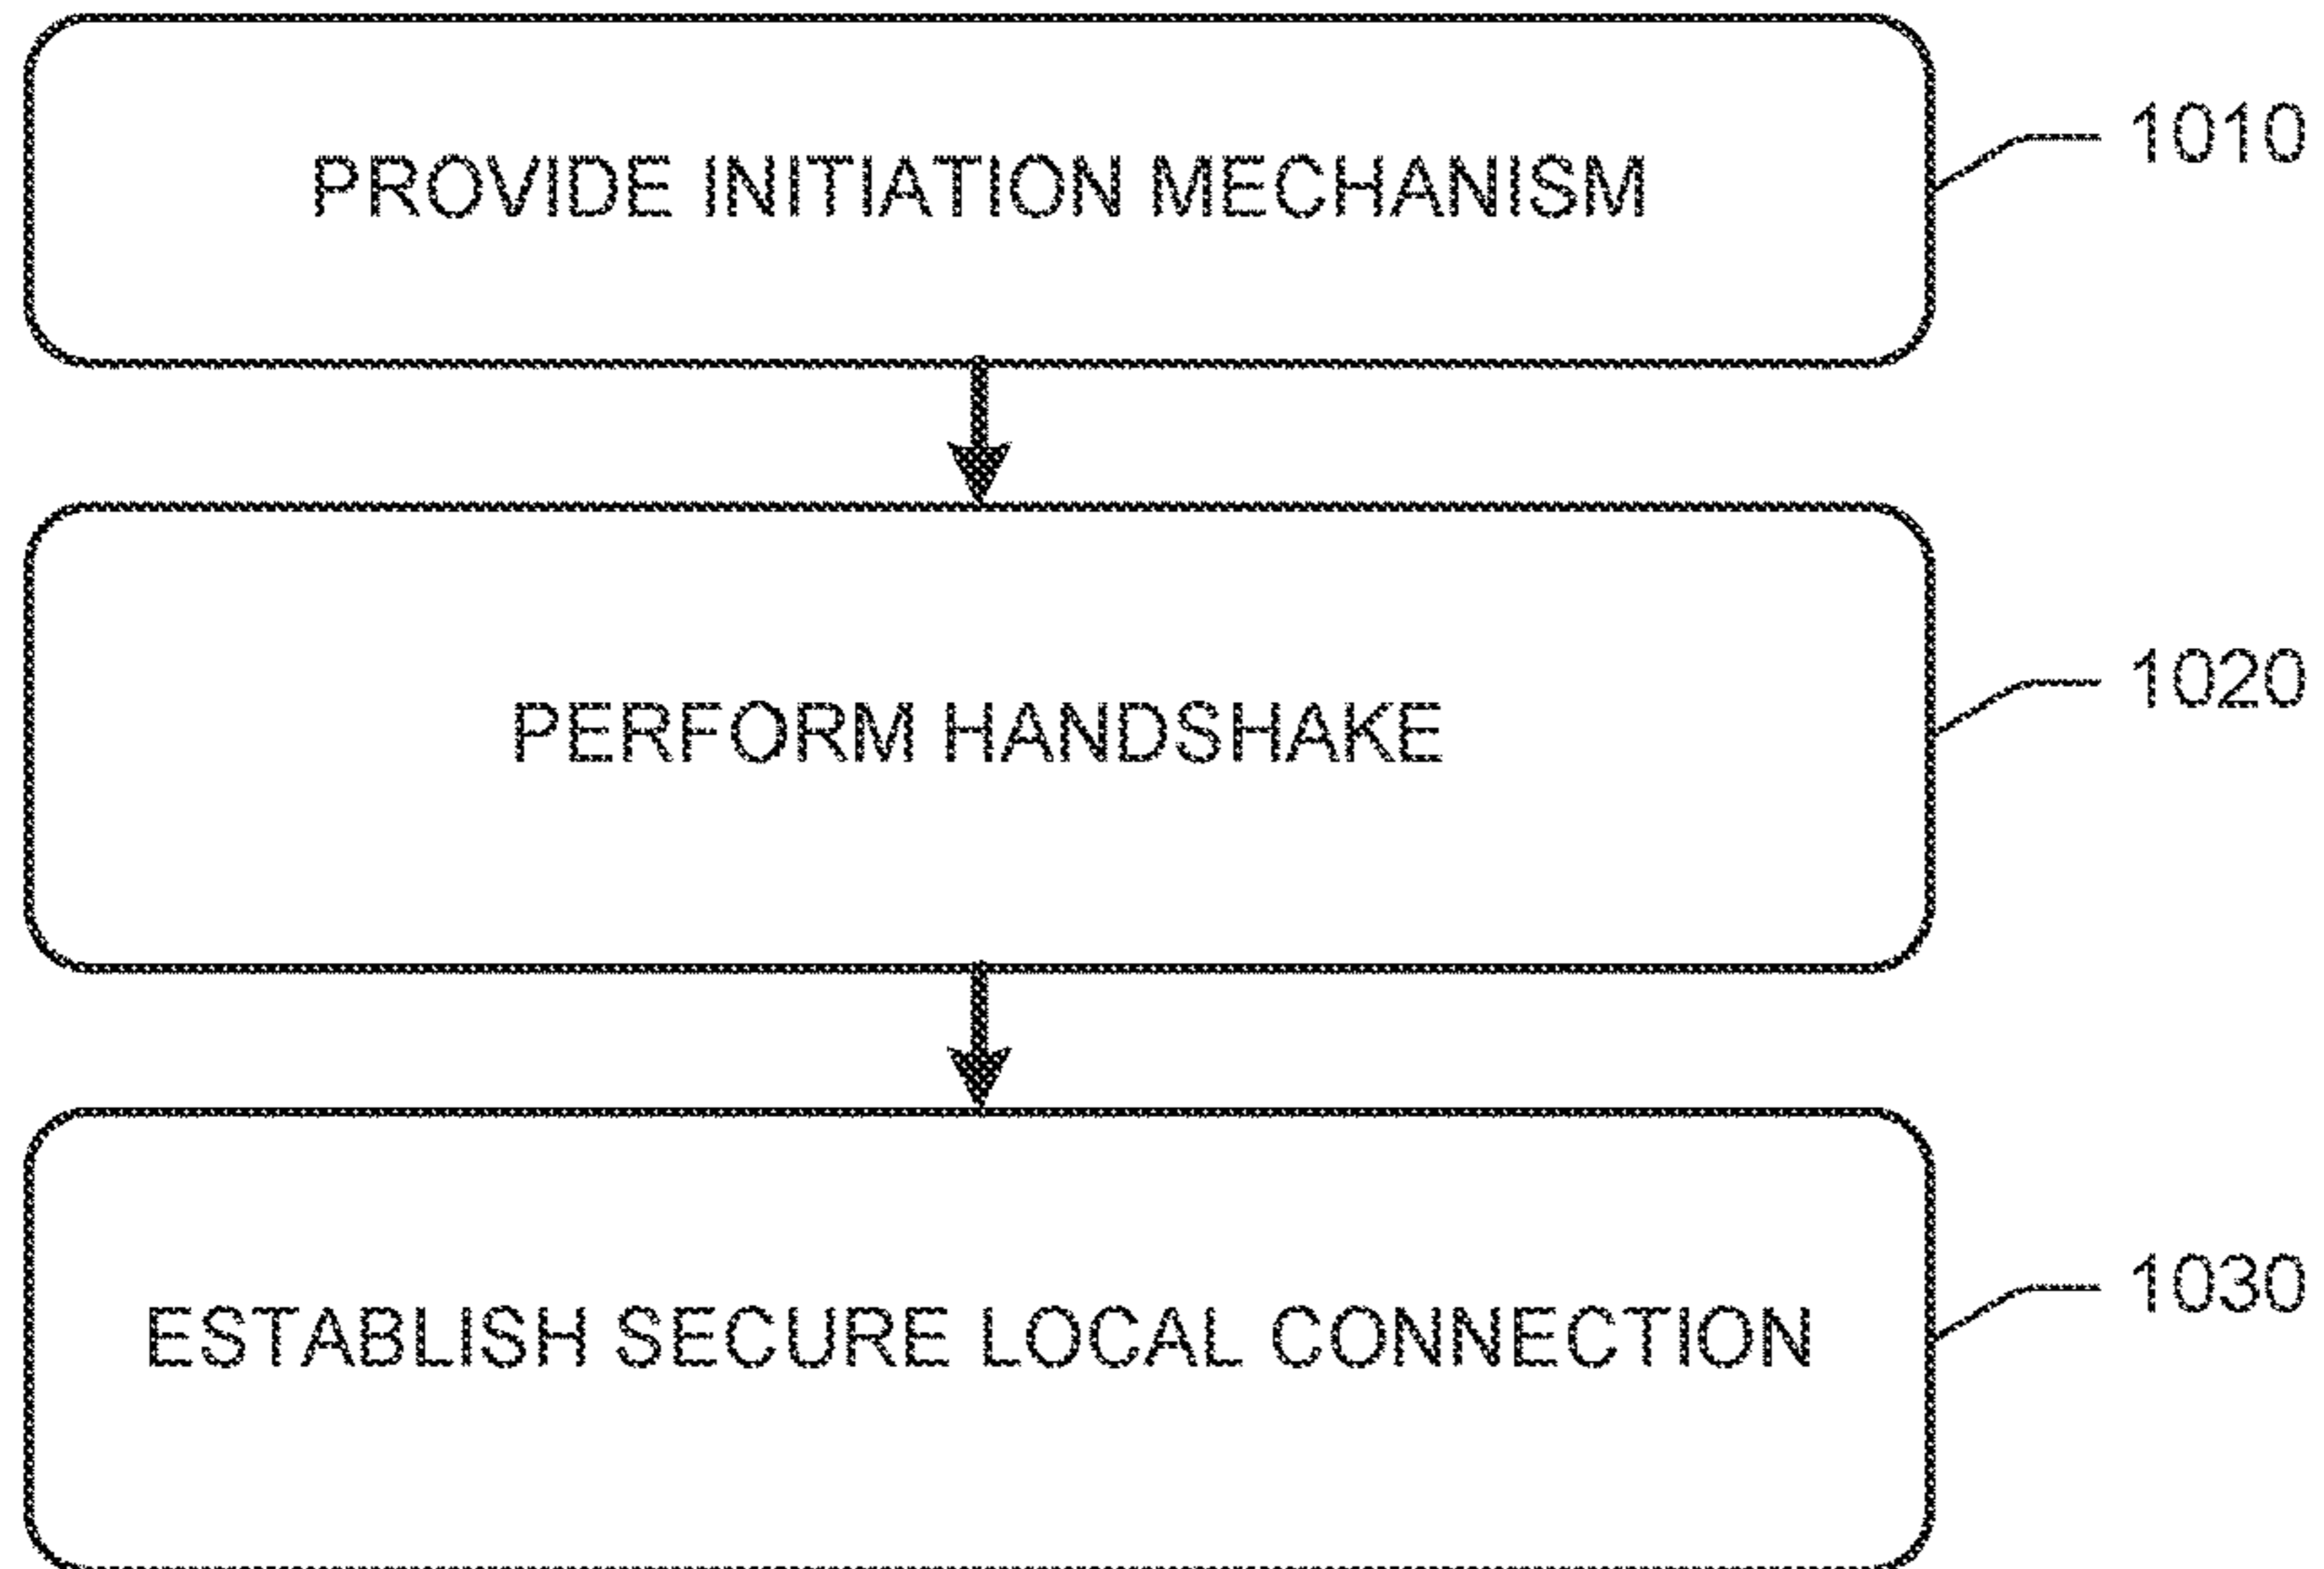 PROVIDE INITIATION MECHANISM
1010
PERFORM HANDSHAKE
1020
ESTABLISH SECURE LOCAL CONNECTION
1030